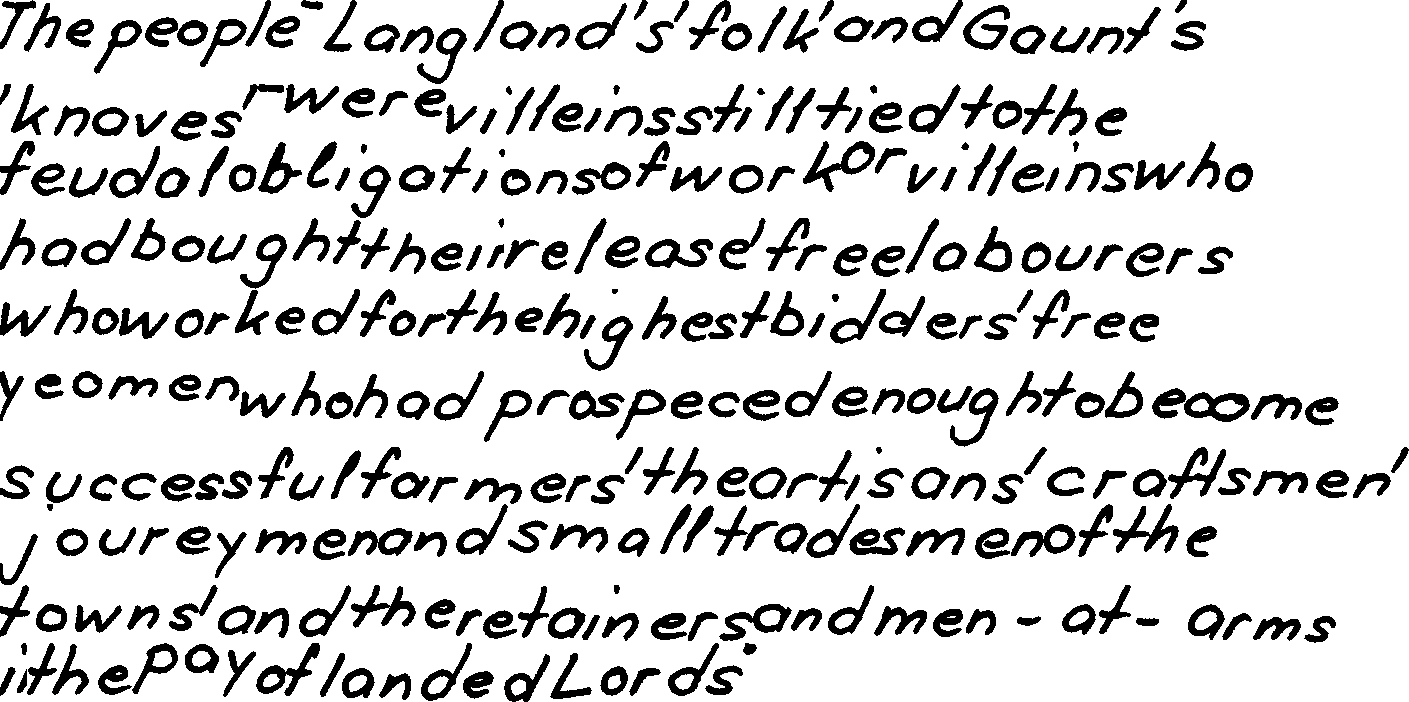 The people - Langland's 'folk' and Gaunt's
'knaves' - were villeins still tied to the
feudal obligations of work or villeins who
had bought their release, free labourers
who worked for the highest bidders, free
yeomen who had prospeced enough to become
successful farmers, the artisans, craftsmen,
joureymen and small tradesmen of the
towns, and the retainers and men-at-arms
i the pay of landed Lords.